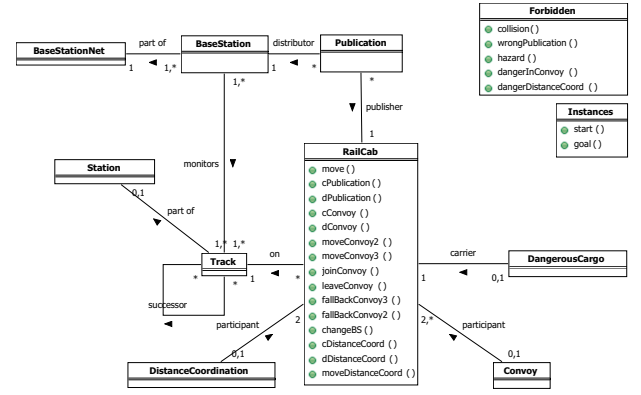 Forbidden
collision()
wrongPublication ()
hazard ()
dangerInConvoy ()
dangerDistanceCoord ()
BaseStationNet
part of
BaseStation
distributor
Publication
1
1,*
1
*
1,*
*
publisher
1
Instances
start ()
goal ()
Station
0,1
part of
monitors
1,*
1,*
RailCab
move ()
cPublication ()
dPublication ()
cConvoy ()
dConvoy ()
moveConvoy2 ()
moveConvoy3 ()
joinConvoy ()
leaveConvoy ()
fallBackConvoy3 ()
fallBackConvoy2 ()
changeBS ()
cDistanceCoord ()
dDistanceCoord ()
moveDistanceCoord ()
Track
on
1
*
*
*
successor
carrier
1
0,1
DangerousCargo
participant
2
0,1
DistanceCoordination
2,*
participant
0,1
Convoy